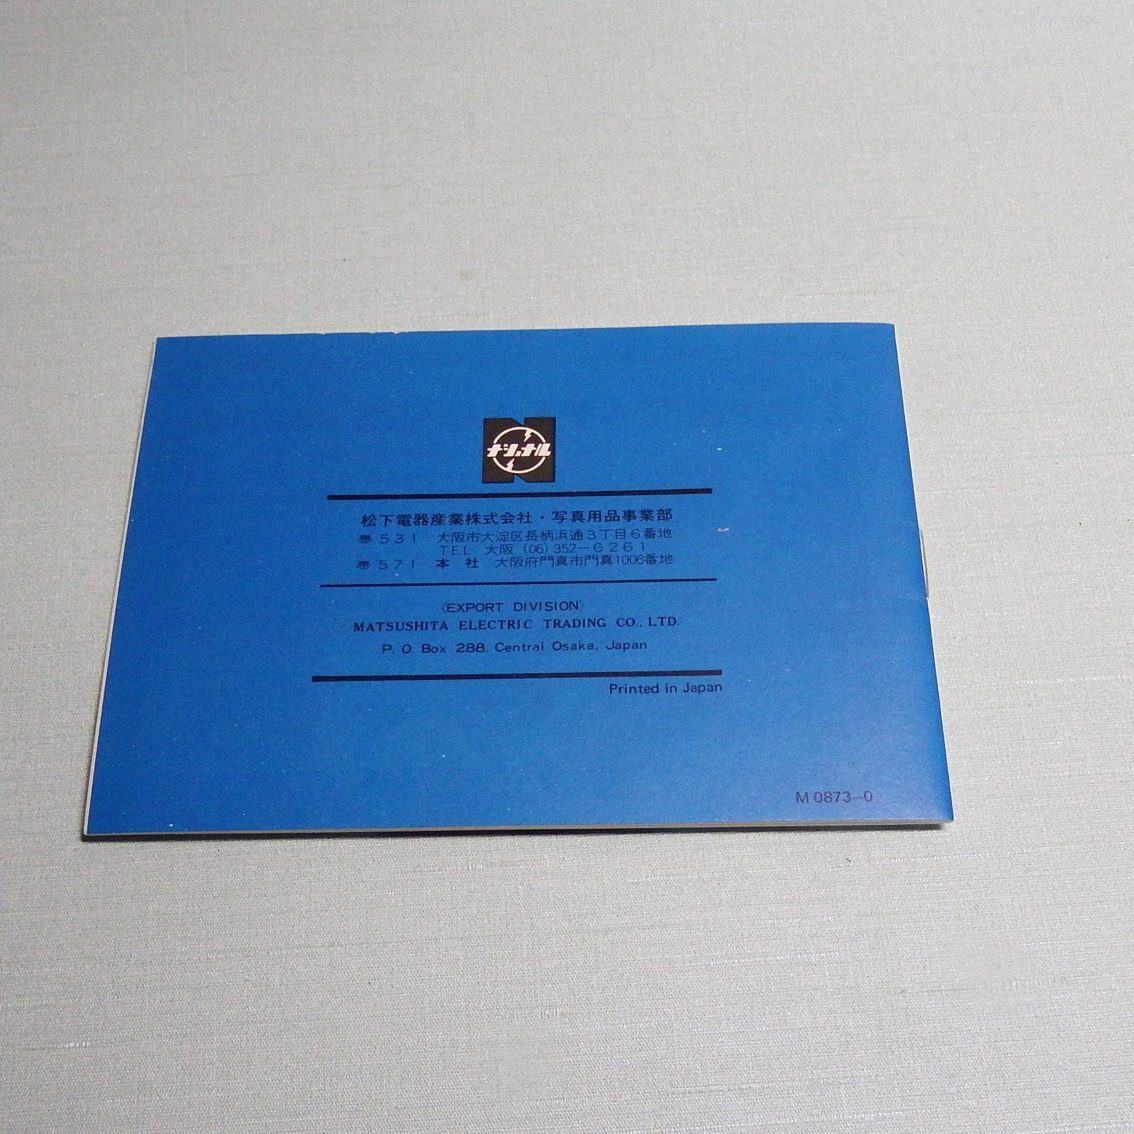 ナショナル
松下電器産業株式会社・写真用品事業部
〠531 大阪市大淀区長柄浜通3丁目6番地
TEL 大阪 (06) 352—6261
〠571 本社 大阪府門真市門真1006番地
〈EXPORT DIVISION〉
MATSUSHITA ELECTRIC TRADING CO., LTD.
P. O. Box 288, Central Osaka, Japan
Printed in Japan
M 0873—0